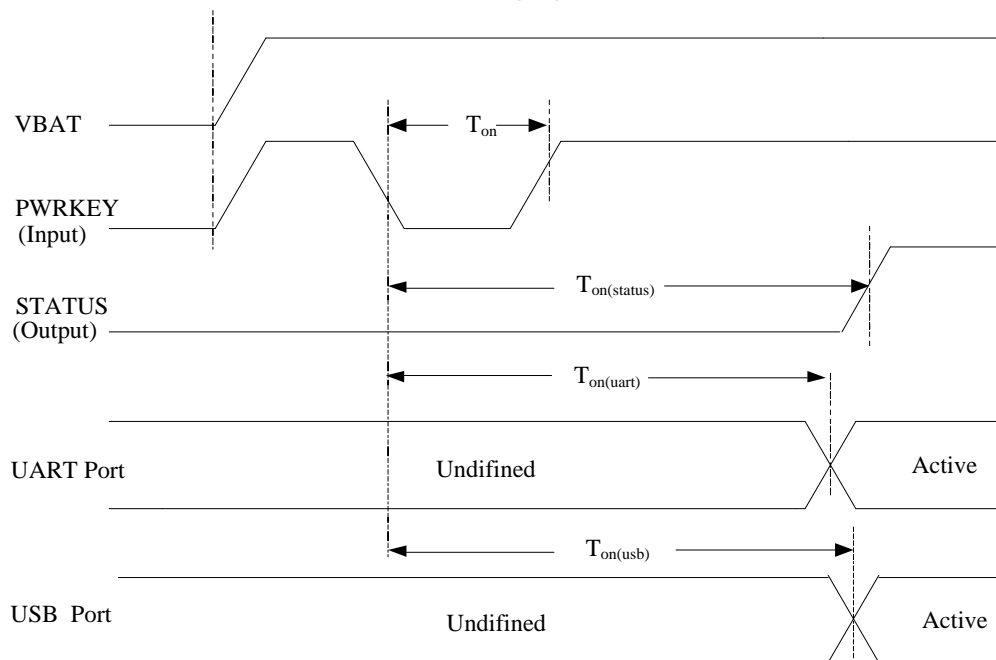 VBAT
Ton
PWRKEY
(Input)
Ton(status)
STATUS
(Output)
Ton(uart)
UART Port
Undifined
Active
Ton(usb)
USB Port
Undifined
Active